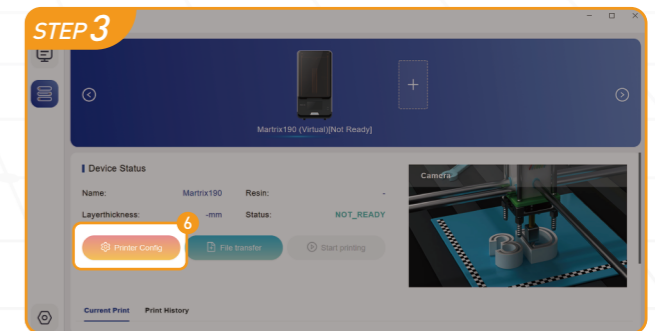 STEP 3
Martrix190 (Virtual)[Not Ready]
Device Status
Name: Martrix190 Resin: -
Layerthickness: -mm Status: NOT_READY
Camera
6
Printer Config
File transfer
Start printing
Current Print Print History